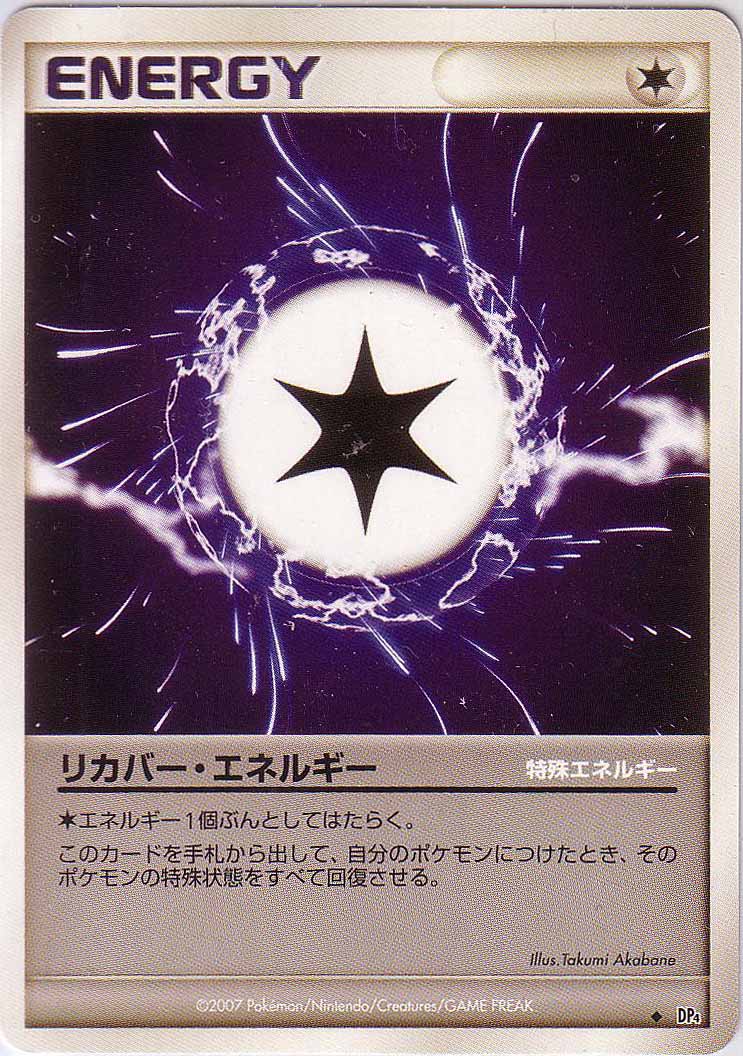 ENERGY
リカバー・エネルギー 特殊エネルギー
✶エネルギー1個ぶんとしてはたらく。
このカードを手札から出して、自分のポケモンにつけたとき、その
ポケモンの特殊状態をすべて回復させる。
Illus.Takumi Akabane
©2007 Pokémon/Nintendo/Creatures/GAME FREAK. ◆ DP4